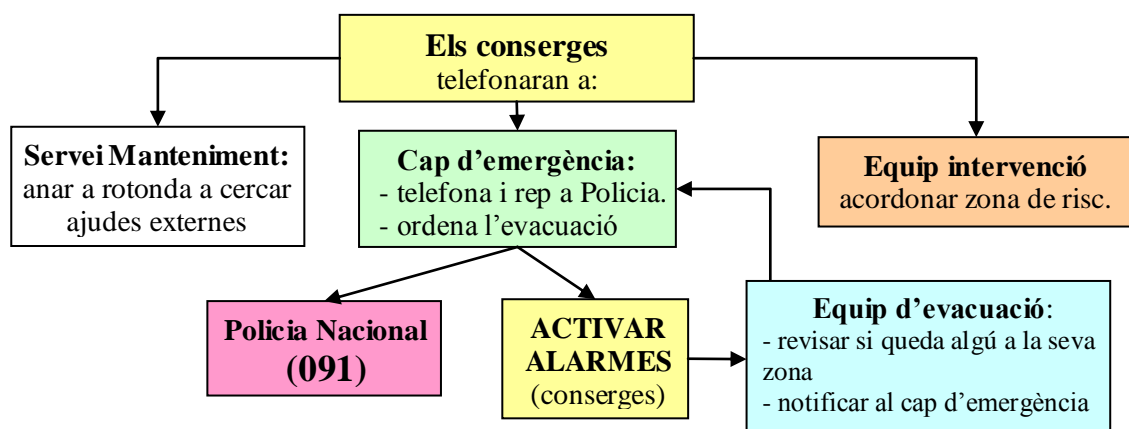 Els conserges
telefonaran a:
Servei Manteniment:
anar a rotonda a cercar
ajudes externes
Cap d’emergència:
- telefona i rep a Policia.
- ordena l’evacuació
Equip intervenció
acordonar zona de risc.
Policia Nacional
(091)
ACTIVAR
ALARMES
(conserges)
Equip d’evacuació:
- revisar si queda algú a la seva
zona
- notificar al cap d’emergència